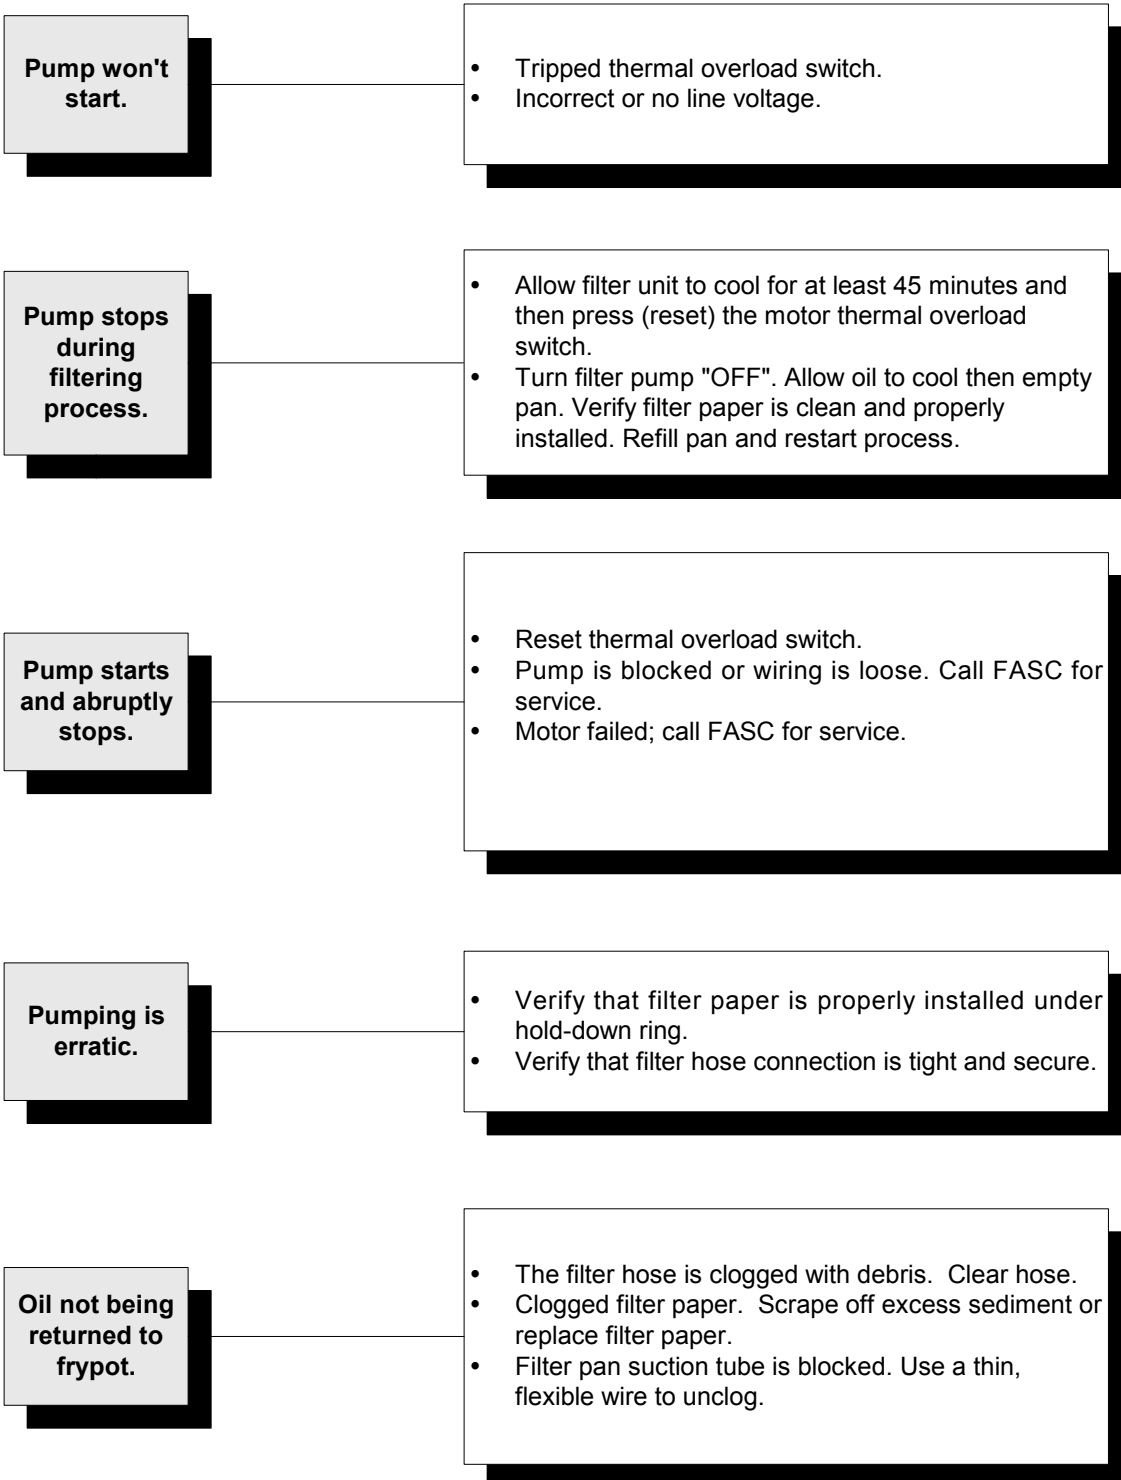 Pump won't
start.
• Tripped thermal overload switch.
• Incorrect or no line voltage.
Pump stops
during
filtering
process.
• Allow filter unit to cool for at least 45 minutes and
then press (reset) the motor thermal overload
switch.
• Turn filter pump "OFF". Allow oil to cool then empty
pan. Verify filter paper is clean and properly
installed. Refill pan and restart process.
Pump starts
and abruptly
stops.
• Reset thermal overload switch.
• Pump is blocked or wiring is loose. Call FASC for
service.
• Motor failed; call FASC for service.
Pumping is
erratic.
• Verify that filter paper is properly installed under
hold-down ring.
• Verify that filter hose connection is tight and secure.
Oil not being
returned to
frypot.
• The filter hose is clogged with debris.  Clear hose.
• Clogged filter paper.  Scrape off excess sediment or
replace filter paper.
• Filter pan suction tube is blocked. Use a thin,
flexible wire to unclog.